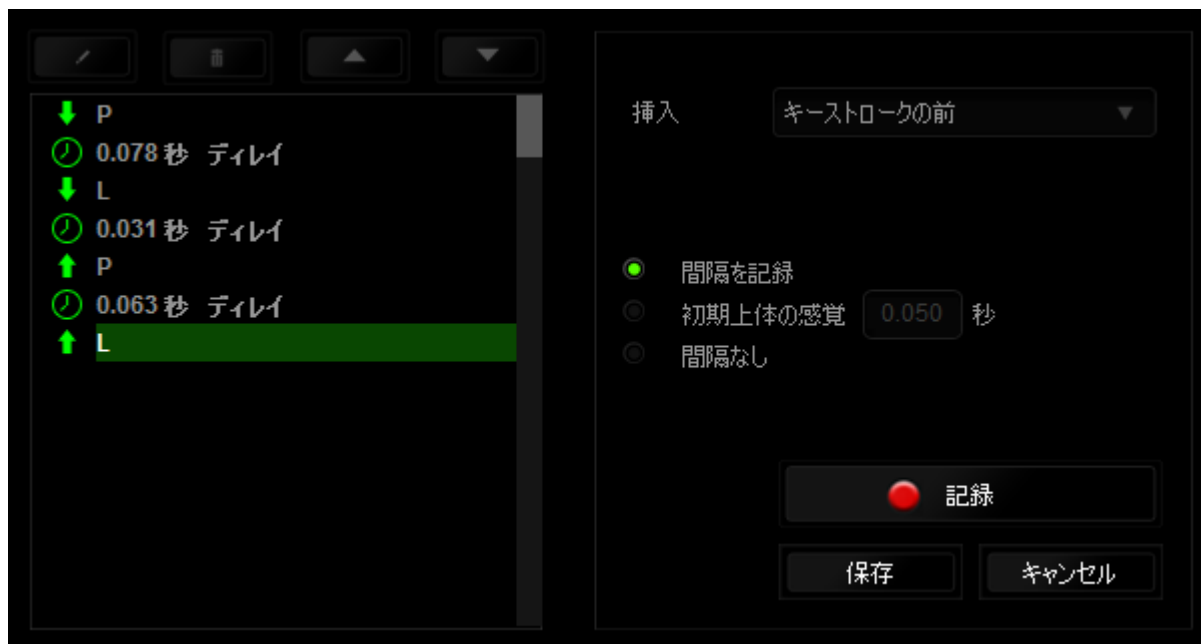 P
0.078 秒 ディレイ
L
0.031 秒 ディレイ
P
0.063 秒 ディレイ
L
挿入 キーストロークの前
間隔を記録
初期上体の感覚 0.050 秒
間隔なし
記録
保存 キャンセル